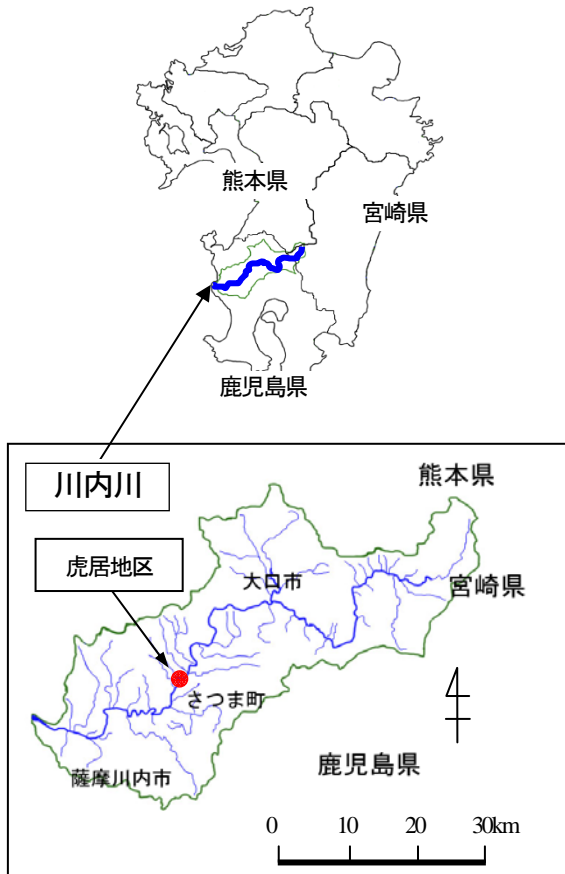 熊本県
宮崎県
鹿児島県
川内川
熊本県
虎居地区
大口市
宮崎県
さつま町
鹿児島県
薩摩川内市
0 10 20 30km